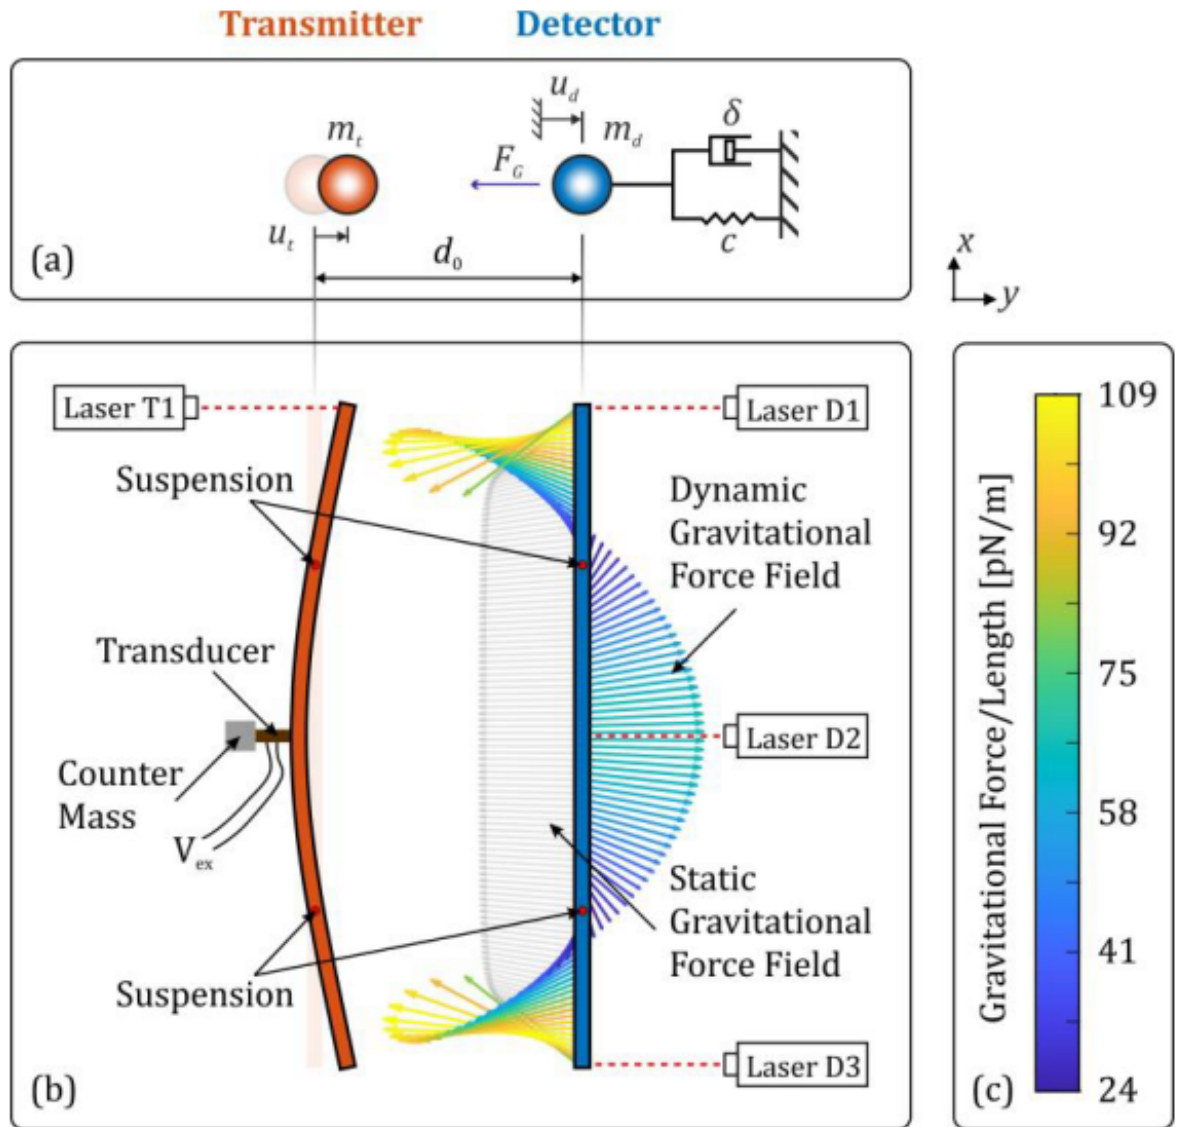 Transmitter
Detector
u_d
m_t
m_d
δ
F_G
u_t
c
d_0
(a)
x
y
Laser T1
Laser D1
Suspension
Dynamic
Gravitational
Force Field
Transducer
Laser D2
Counter
Mass
V_ex
Static
Gravitational
Force Field
Suspension
Laser D3
(b)
109
92
75
58
41
24
Gravitational Force/Length [pN/m]
(c)